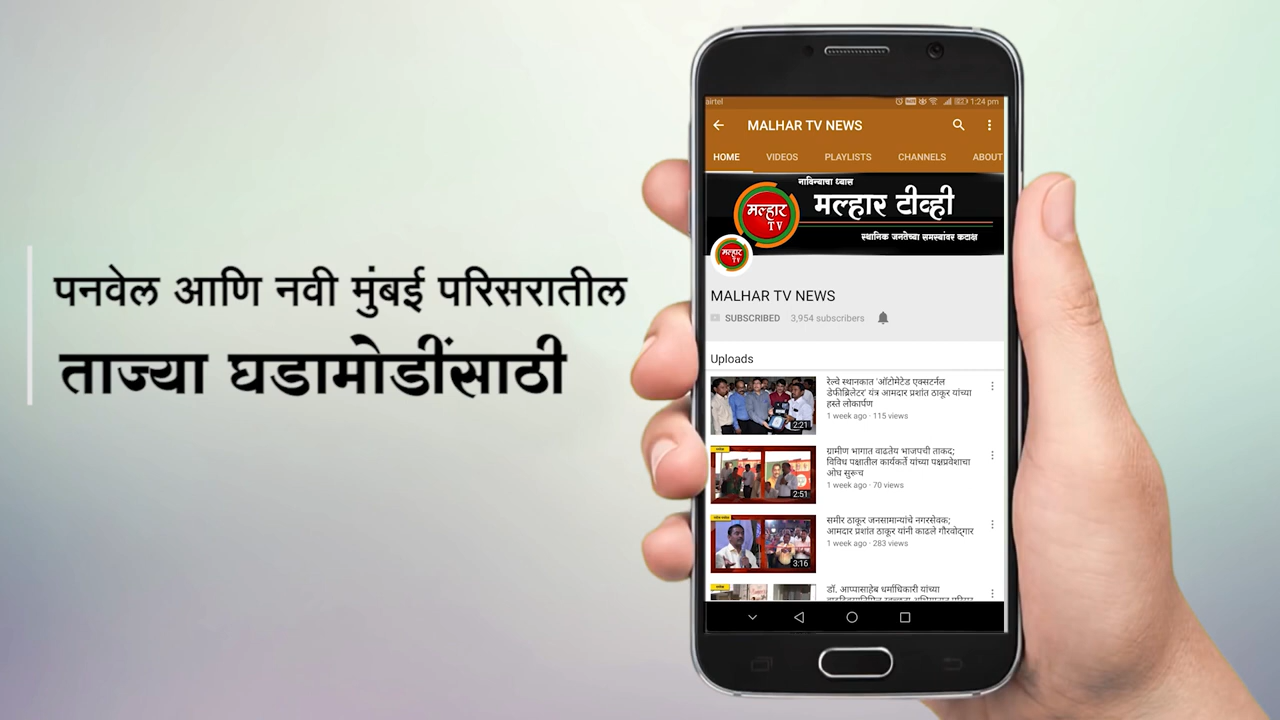 पनवेल आणि नवी मुंबई परिसरातील
ताज्या घडामोडींसाठी
airtel
1:24 pm
MALHAR TV NEWS
HOME VIDEOS PLAYLISTS CHANNELS ABOUT
नाविन्याचा ध्यास
मल्हार टीव्ही
स्थानिक जनतेच्या समस्यांवर कटाक्ष
मल्हार
TV
मल्हार
TV
MALHAR TV NEWS
SUBSCRIBED 3,954 subscribers
Uploads
रेल्वे स्थानकात 'ऑटोमेटेड एक्सटर्नल
डेफीब्रिलेटर' यंत्र आमदार प्रशांत ठाकूर यांच्या
हस्ते लोकार्पण
1 week ago · 115 views
2:21
ग्रामीण भागात वाढतेय भाजपची ताकद;
विविध पक्षातील कार्यकर्ते यांच्या पक्षप्रवेशाचा
ओघ सुरूच
1 week ago · 70 views
2:51
समीर ठाकूर जनसामान्यांचे नगरसेवक;
आमदार प्रशांत ठाकूर यांनी काढले गौरवोद्गार
1 week ago · 283 views
3:16
डॉ. आप्पासाहेब धर्माधिकारी यांच्या